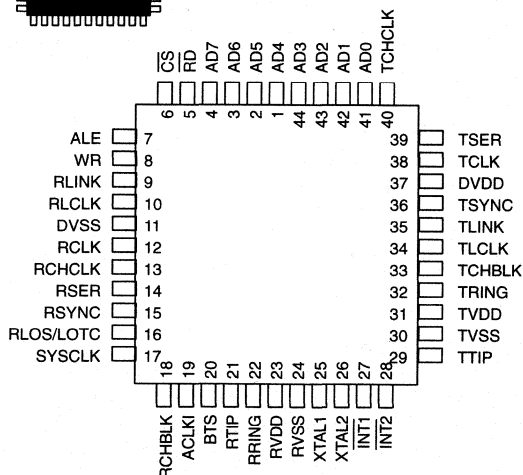 C̅S̅
R̅D̅
AD7
AD6
AD5
AD4
AD3
AD2
AD1
AD0
TCHCLK
6
5
4
3
2
1
44
43
42
41
40
ALE 7
WR 8
RLINK 9
RLCLK 10
DVSS 11
RCLK 12
RCHCLK 13
RSER 14
RSYNC 15
RLOS/LOTC 16
SYSCLK 17
39 TSER
38 TCLK
37 DVDD
36 TSYNC
35 TLINK
34 TLCLK
33 TCHBLK
32 TRING
31 TVDD
30 TVSS
29 TTIP
18
19
20
21
22
23
24
25
26
27
28
RCHBLK
ACLKI
BTS
RTIP
RRING
RVDD
RVSS
XTAL1
XTAL2
I̅N̅T̅1̅
I̅N̅T̅2̅